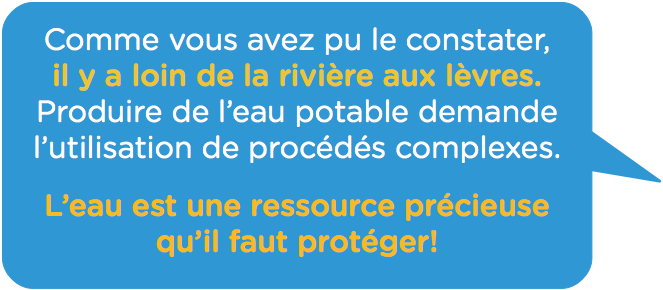 Comme vous avez pu le constater,
il y a loin de la rivière aux lèvres.
Produire de l’eau potable demande
l’utilisation de procédés complexes.
L’eau est une ressource précieuse
qu’il faut protéger!